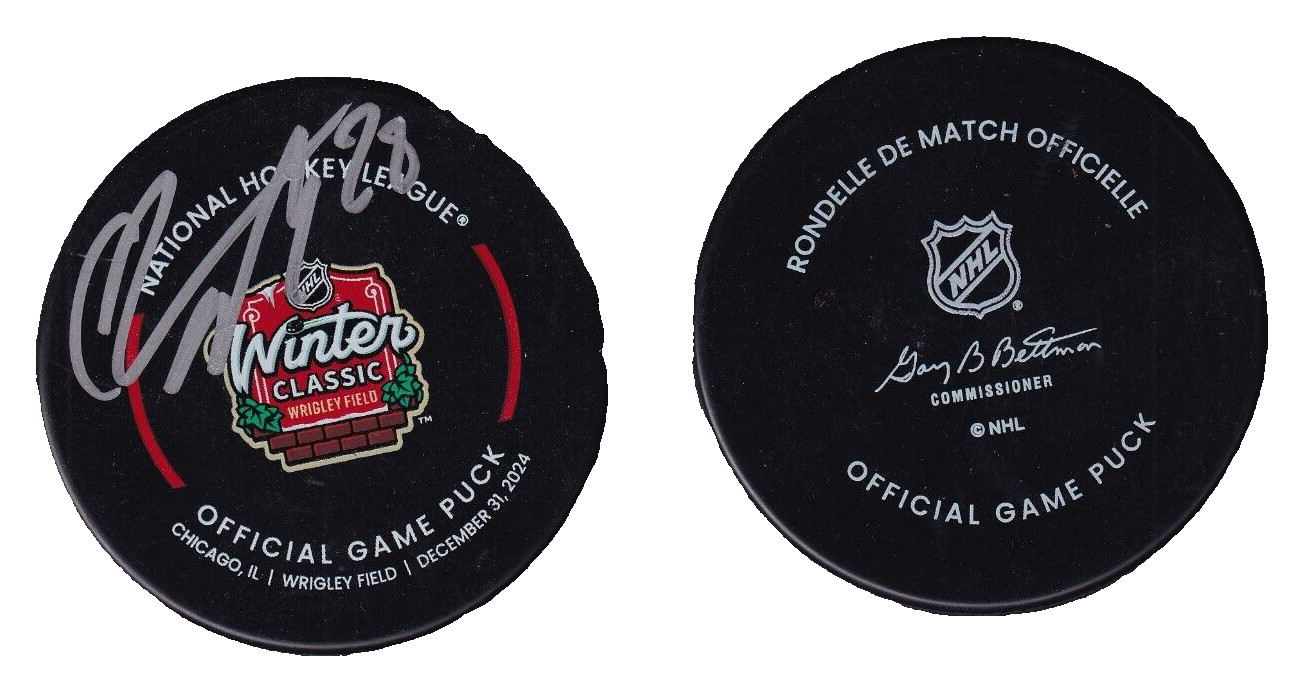 NATIONAL HOCKEY LEAGUE®
28
NHL
Winter
CLASSIC
WRIGLEY FIELD
™
OFFICIAL GAME PUCK
CHICAGO, IL | WRIGLEY FIELD | DECEMBER 31, 2024
RONDELLE DE MATCH OFFICIELLE
NHL
®
Gary B Bettman
COMMISSIONER
© NHL
OFFICIAL GAME PUCK